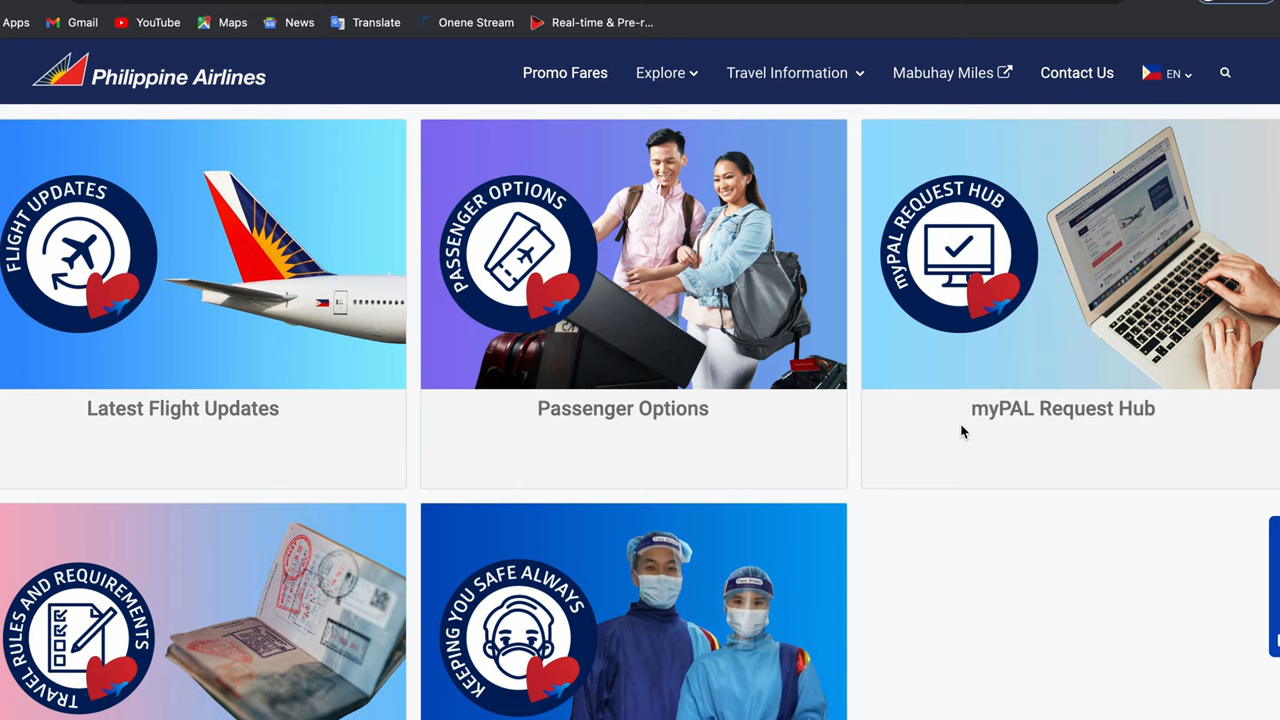 Apps Gmail YouTube Maps News Translate Onene Stream Real-time & Pre-r...
Philippine Airlines Promo Fares Explore Travel Information Mabuhay Miles Contact Us EN
FLIGHT UPDATES
PASSENGER OPTIONS
myPAL REQUEST HUB
Latest Flight Updates
Passenger Options
myPAL Request Hub
TRAVEL RULES AND REQUIREMENTS
KEEPING YOU SAFE ALWAYS